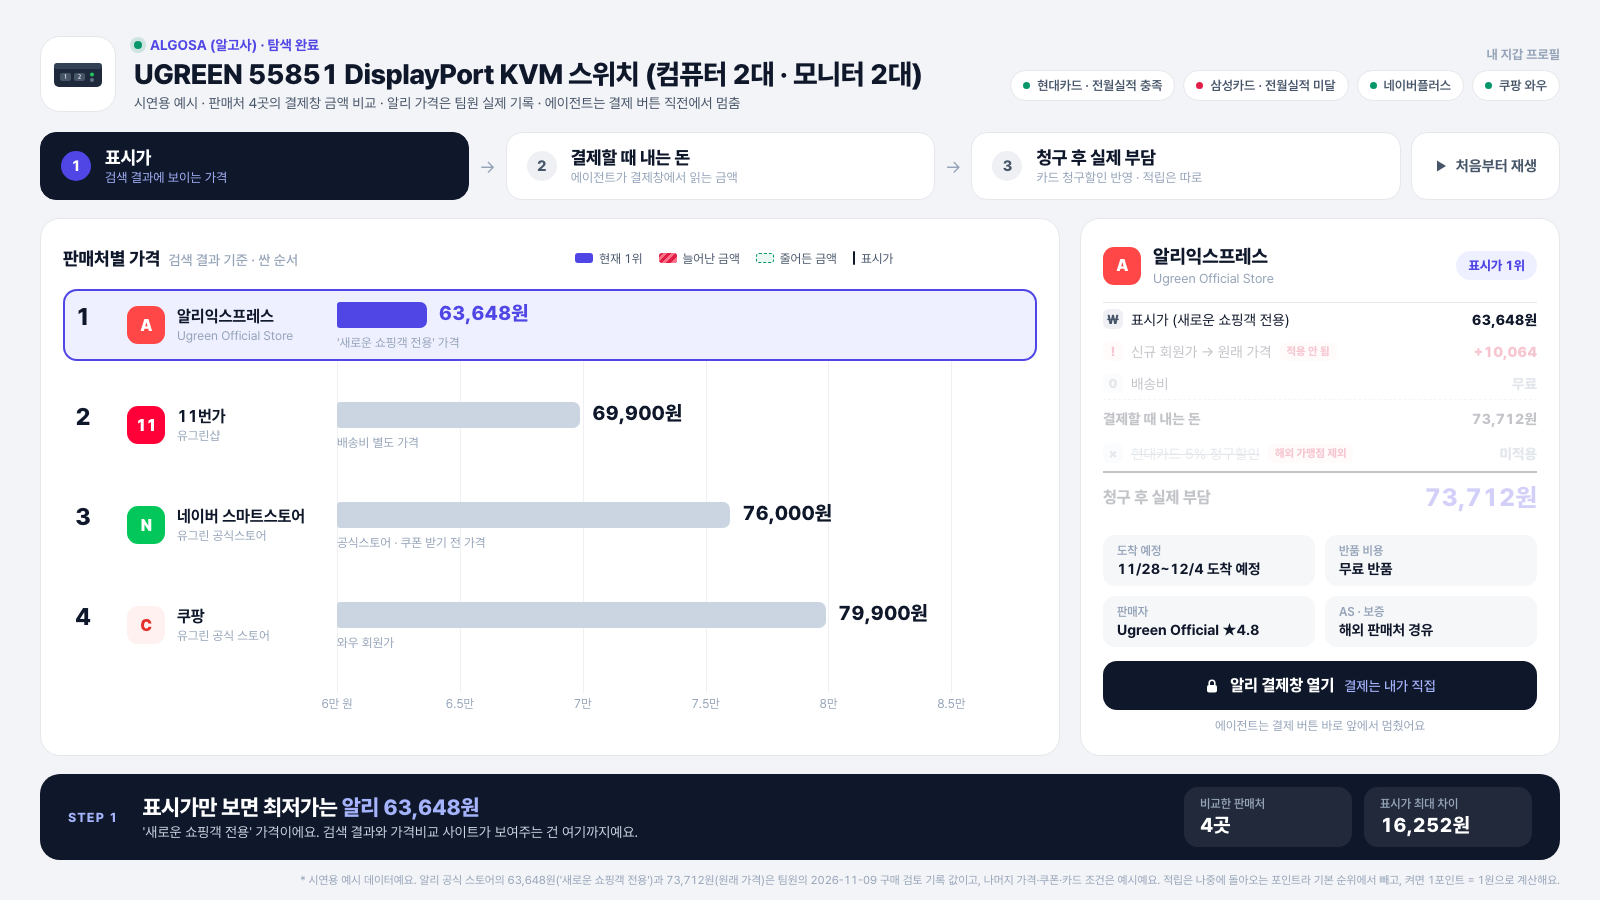 ALGOSA (알고사) · 탐색 완료
UGREEN 55851 DisplayPort KVM 스위치 (컴퓨터 2대 · 모니터 2대)
시연용 예시 · 판매처 4곳의 결제창 금액 비교 · 알리 가격은 팀원 실제 기록 · 에이전트는 결제 버튼 직전에서 멈춤
내 지갑 프로필
현대카드 · 전월실적 충족
삼성카드 · 전월실적 미달
네이버플러스
쿠팡 와우
1 표시가
검색 결과에 보이는 가격
→
2 결제할 때 내는 돈
에이전트가 결제창에서 읽는 금액
→
3 청구 후 실제 부담
카드 청구할인 반영 · 적립은 따로
▶ 처음부터 재생
판매처별 가격 검색 결과 기준 · 싼 순서
현재 1위 늘어난 금액 줄어든 금액 표시가
1 A 알리익스프레스 63,648원
Ugreen Official Store '새로운 쇼핑객 전용' 가격
2 11 11번가 69,900원
유그린샵 배송비 별도 가격
3 N 네이버 스마트스토어 76,000원
유그린 공식스토어 공식스토어 · 쿠폰 받기 전 가격
4 C 쿠팡 79,900원
유그린 공식 스토어 와우 회원가
6만 원 6.5만 7만 7.5만 8만 8.5만
A 알리익스프레스 표시가 1위
Ugreen Official Store
₩ 표시가 (새로운 쇼핑객 전용) 63,648원
! 신규 회원가 → 원래 가격 적용 안 됨 +10,064
0 배송비 무료
결제할 때 내는 돈 73,712원
× 현대카드 5% 청구할인 해외 가맹점 제외 미적용
청구 후 실제 부담 73,712원
도착 예정
11/28~12/4 도착 예정
반품 비용
무료 반품
판매자
Ugreen Official ★4.8
AS · 보증
해외 판매처 경유
알리 결제창 열기 결제는 내가 직접
에이전트는 결제 버튼 바로 앞에서 멈췄어요
STEP 1
표시가만 보면 최저가는 알리 63,648원
'새로운 쇼핑객 전용' 가격이에요. 검색 결과와 가격비교 사이트가 보여주는 건 여기까지예요.
비교한 판매처
4곳
표시가 최대 차이
16,252원
* 시연용 예시 데이터예요. 알리 공식 스토어의 63,648원('새로운 쇼핑객 전용')과 73,712원(원래 가격)은 팀원의 2026-11-09 구매 검토 기록 값이고, 나머지 가격·쿠폰·카드 조건은 예시예요. 적립은 나중에 돌아오는 포인트라 기본 순위에서 빼고, 켜면 1포인트 = 1원으로 계산해요.